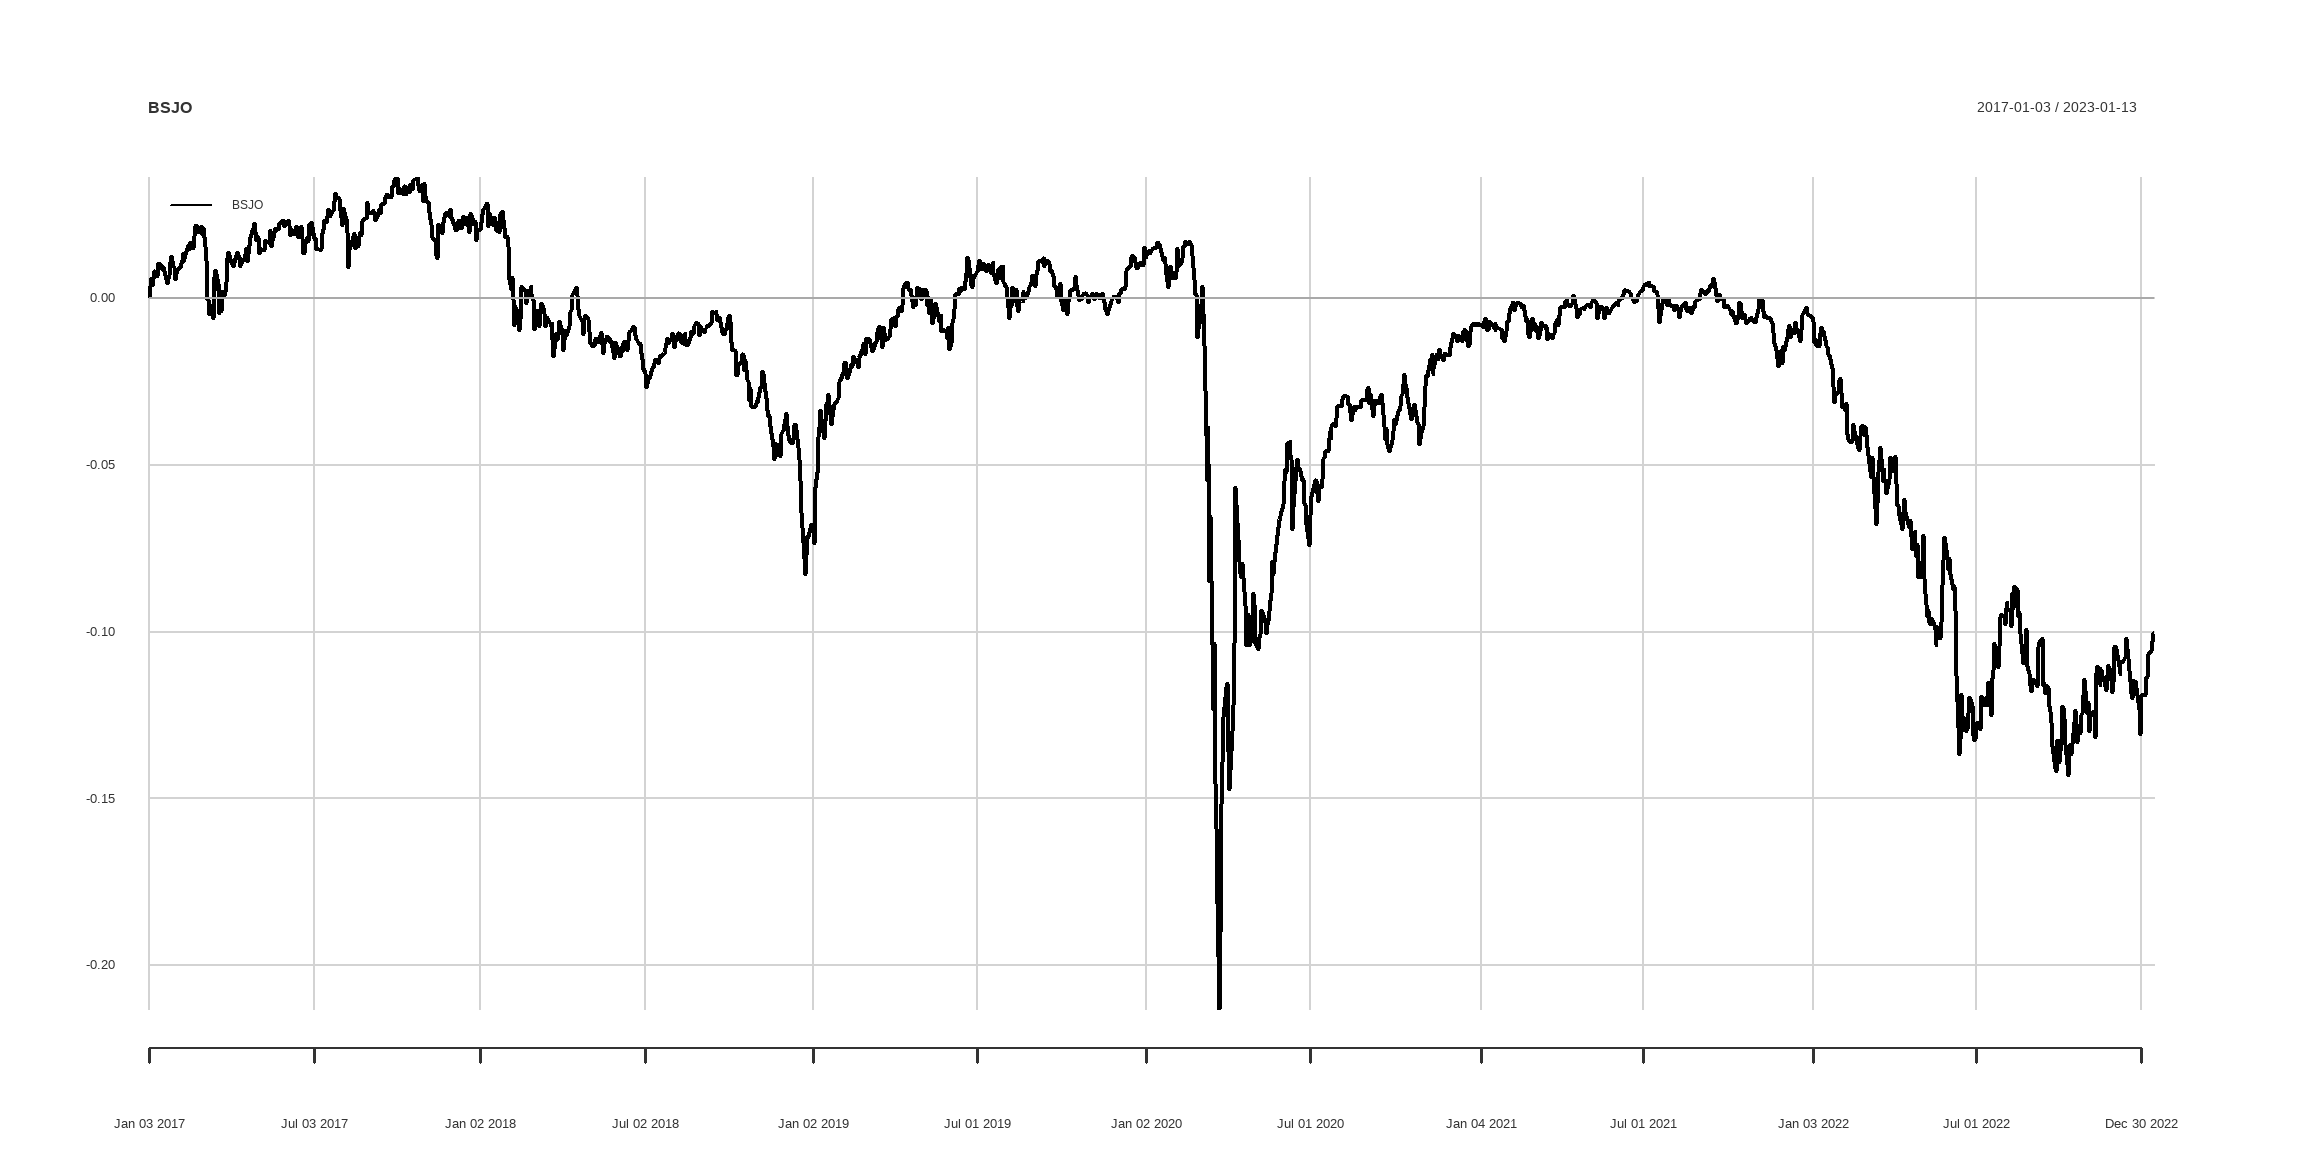 BSJO
2017-01-03 / 2023-01-13
BSJO
0.00
-0.05
-0.10
-0.15
-0.20
Jan 03 2017
Jul 03 2017
Jan 02 2018
Jul 02 2018
Jan 02 2019
Jul 01 2019
Jan 02 2020
Jul 01 2020
Jan 04 2021
Jul 01 2021
Jan 03 2022
Jul 01 2022
Dec 30 2022